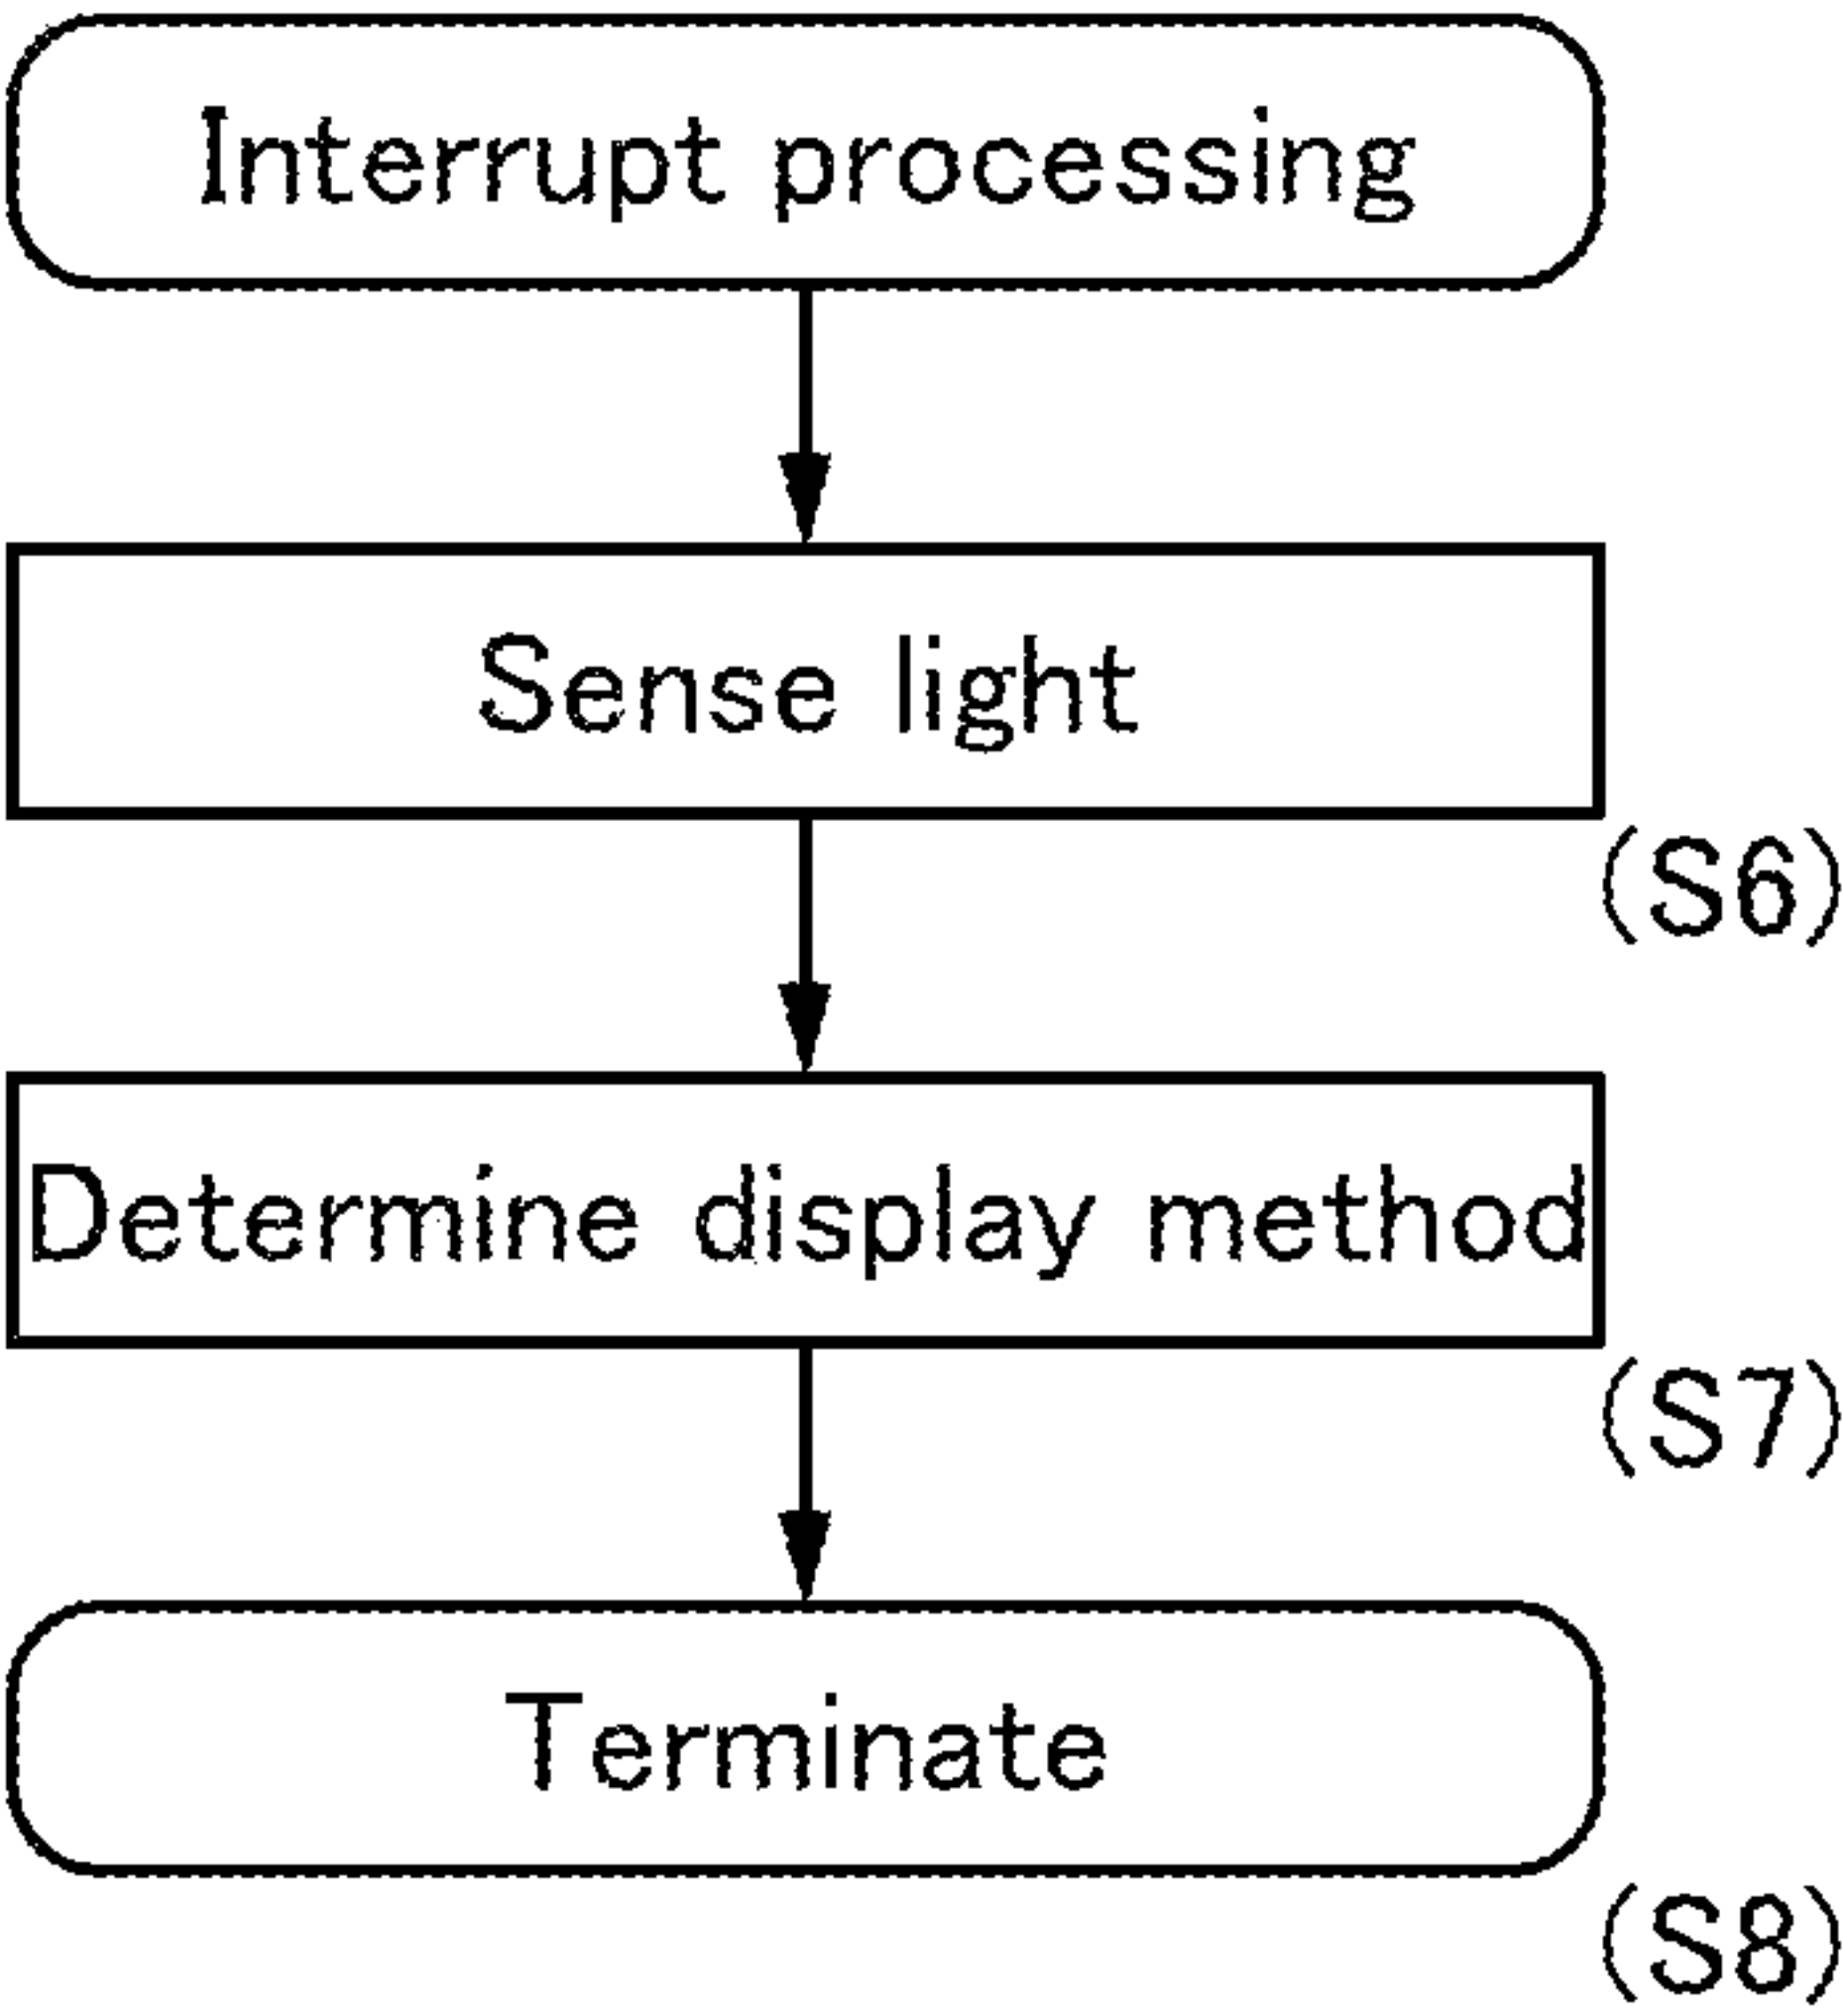 Interrupt processing
Sense light
(S6)
Determine display method
(S7)
Terminate
(S8)